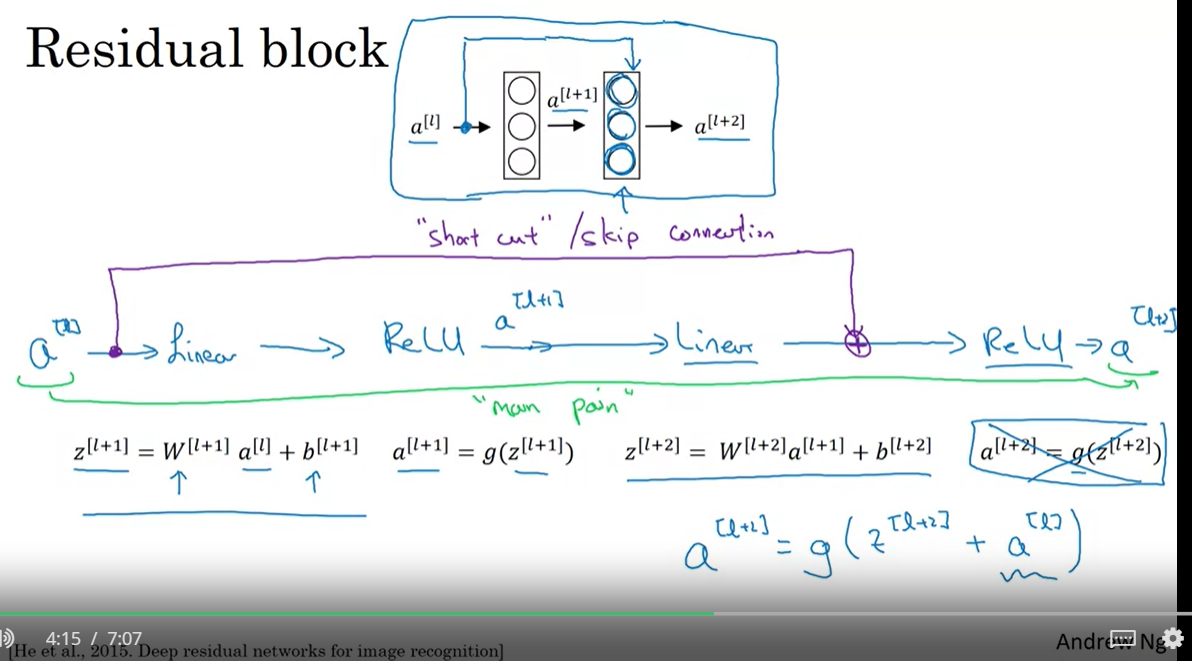 Residual block
a^[l] a^[l+1] a^[l+2]
"short cut" /skip connection
a^[l] Linear ReLU a^[l+1] Linear ReLU a^[l+2]
"main path"
z^[l+1] = W^[l+1] a^[l] + b^[l+1] a^[l+1] = g(z^[l+1]) z^[l+2] = W^[l+2]a^[l+1] + b^[l+2] a^[l+2] = g(z^[l+2])
a^[l+2] = g(z^[l+2] + a^[l])
4:15 / 7:07
[He et al., 2015. Deep residual networks for image recognition]
Andrew Ng